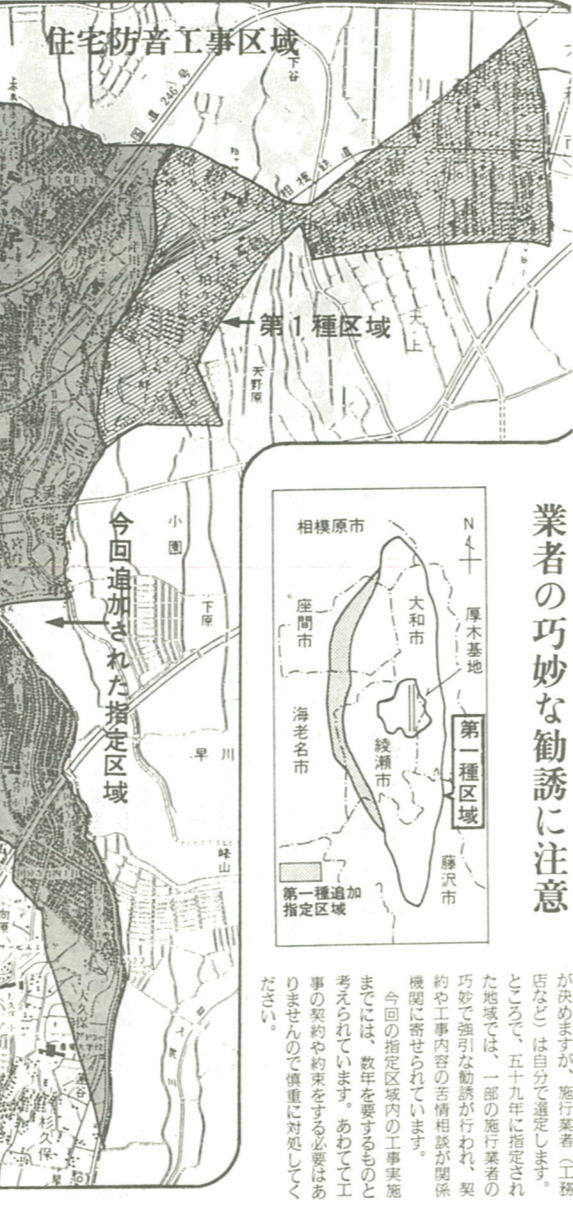 住宅防音工事区域
下谷
国道246号
相模鉄道
第1種区域
天野原
上
小園
今回追加された指定区域
下原
早川
峰山
大久保
杉久保
業者の巧妙な勧誘に注意
N
相模原市
座間市
大和市
厚木基地
海老名市
綾瀬市
第一種区域
藤沢市
第一種追加
指定区域
が決めますが、施行業者（工務
店など）は自分で選定します。
ところで、五十九年に指定され
た地域では、一部の施行業者の
巧妙で強引な勧誘が行われ、契
約や工事内容の苦情相談が関係
機関に寄せられています。
今回の指定区域内の工事実施
までには、数年を要するものと
考えられています。あわてて工
事の契約や約束をする必要はあ
りませんので慎重に対処してく
ださい。